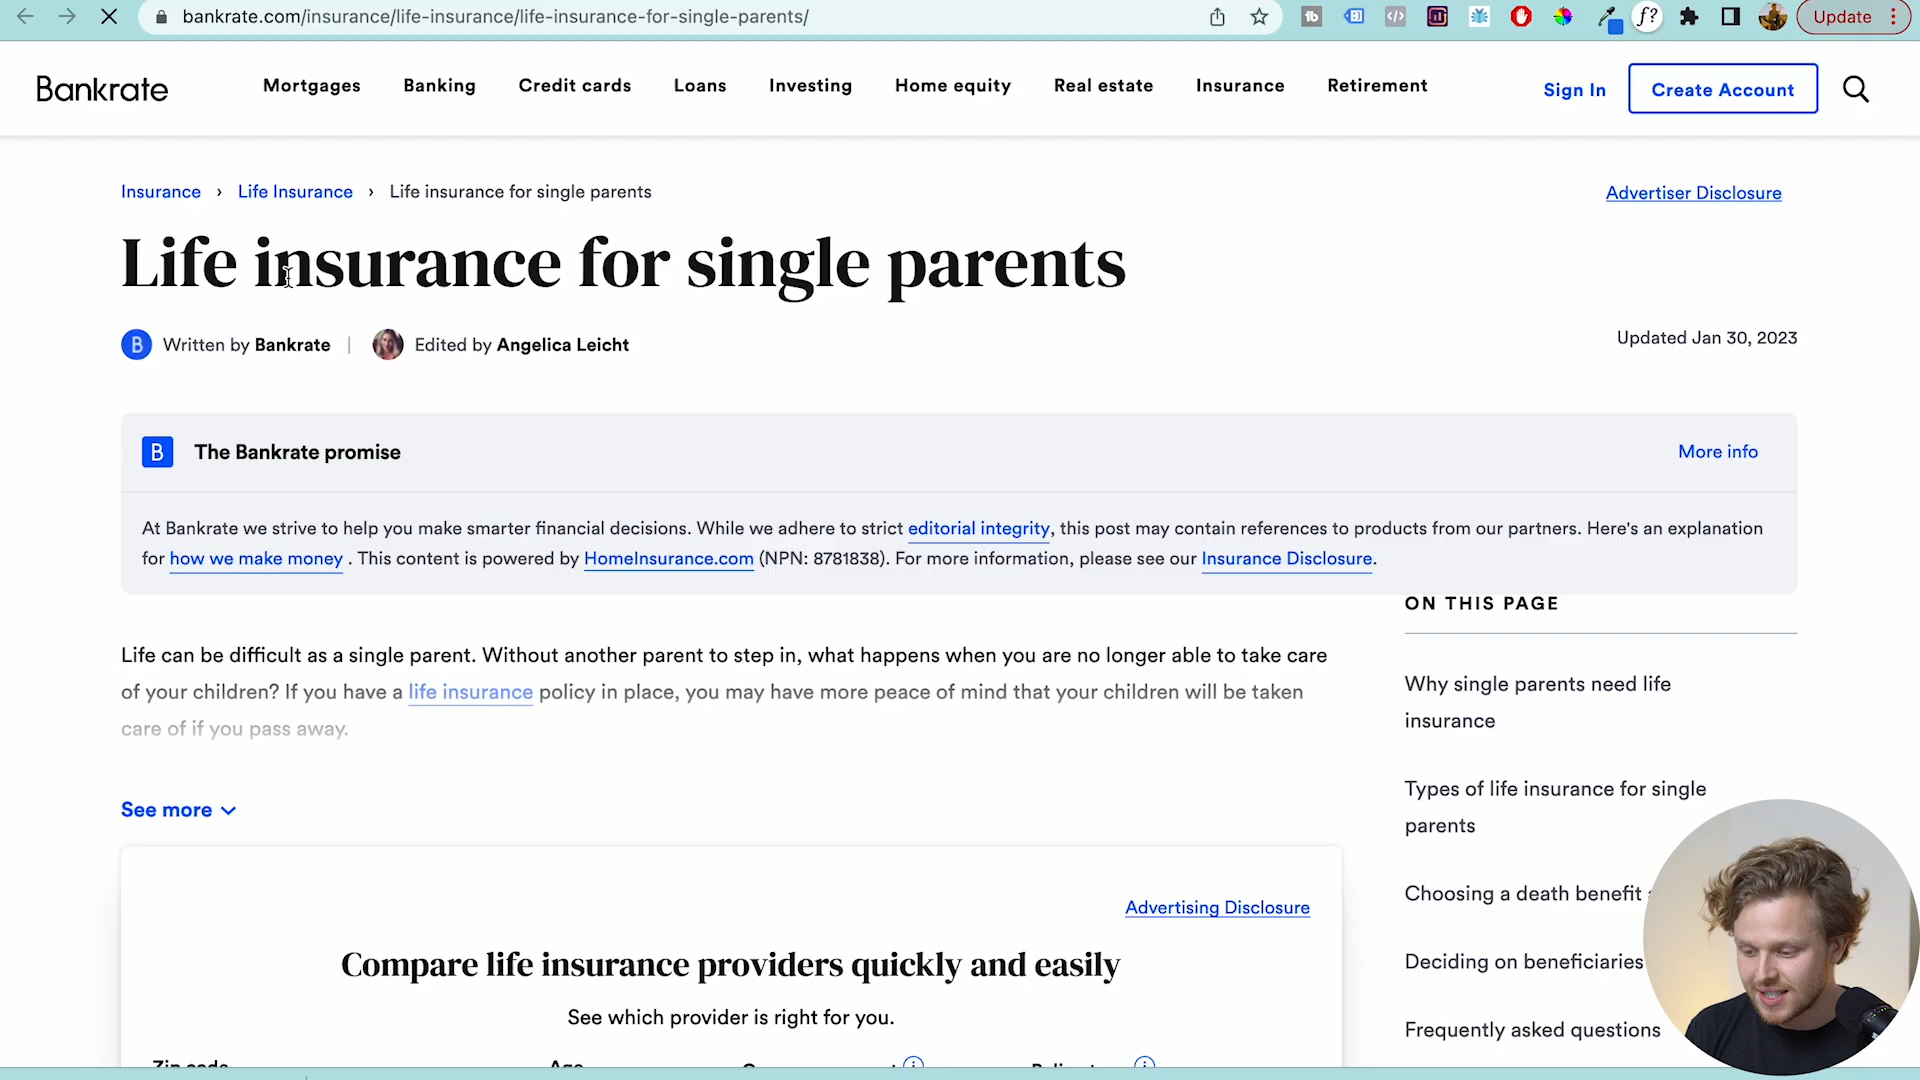 bankrate.com/insurance/life-insurance/life-insurance-for-single-parents/
Update
Bankrate
Mortgages Banking Credit cards Loans Investing Home equity Real estate Insurance Retirement
Sign In
Create Account
Insurance › Life Insurance › Life insurance for single parents
Advertiser Disclosure
Life insurance for single parents
B Written by Bankrate | Edited by Angelica Leicht
Updated Jan 30, 2023
B The Bankrate promise
More info
At Bankrate we strive to help you make smarter financial decisions. While we adhere to strict editorial integrity, this post may contain references to products from our partners. Here's an explanation
for how we make money . This content is powered by HomeInsurance.com (NPN: 8781838). For more information, please see our Insurance Disclosure.
Life can be difficult as a single parent. Without another parent to step in, what happens when you are no longer able to take care
of your children? If you have a life insurance policy in place, you may have more peace of mind that your children will be taken
care of if you pass away.
See more
Advertising Disclosure
Compare life insurance providers quickly and easily
See which provider is right for you.
Zip code Age
ON THIS PAGE
Why single parents need life
insurance
Types of life insurance for single
parents
Choosing a death benefit
Deciding on beneficiaries
Frequently asked questions